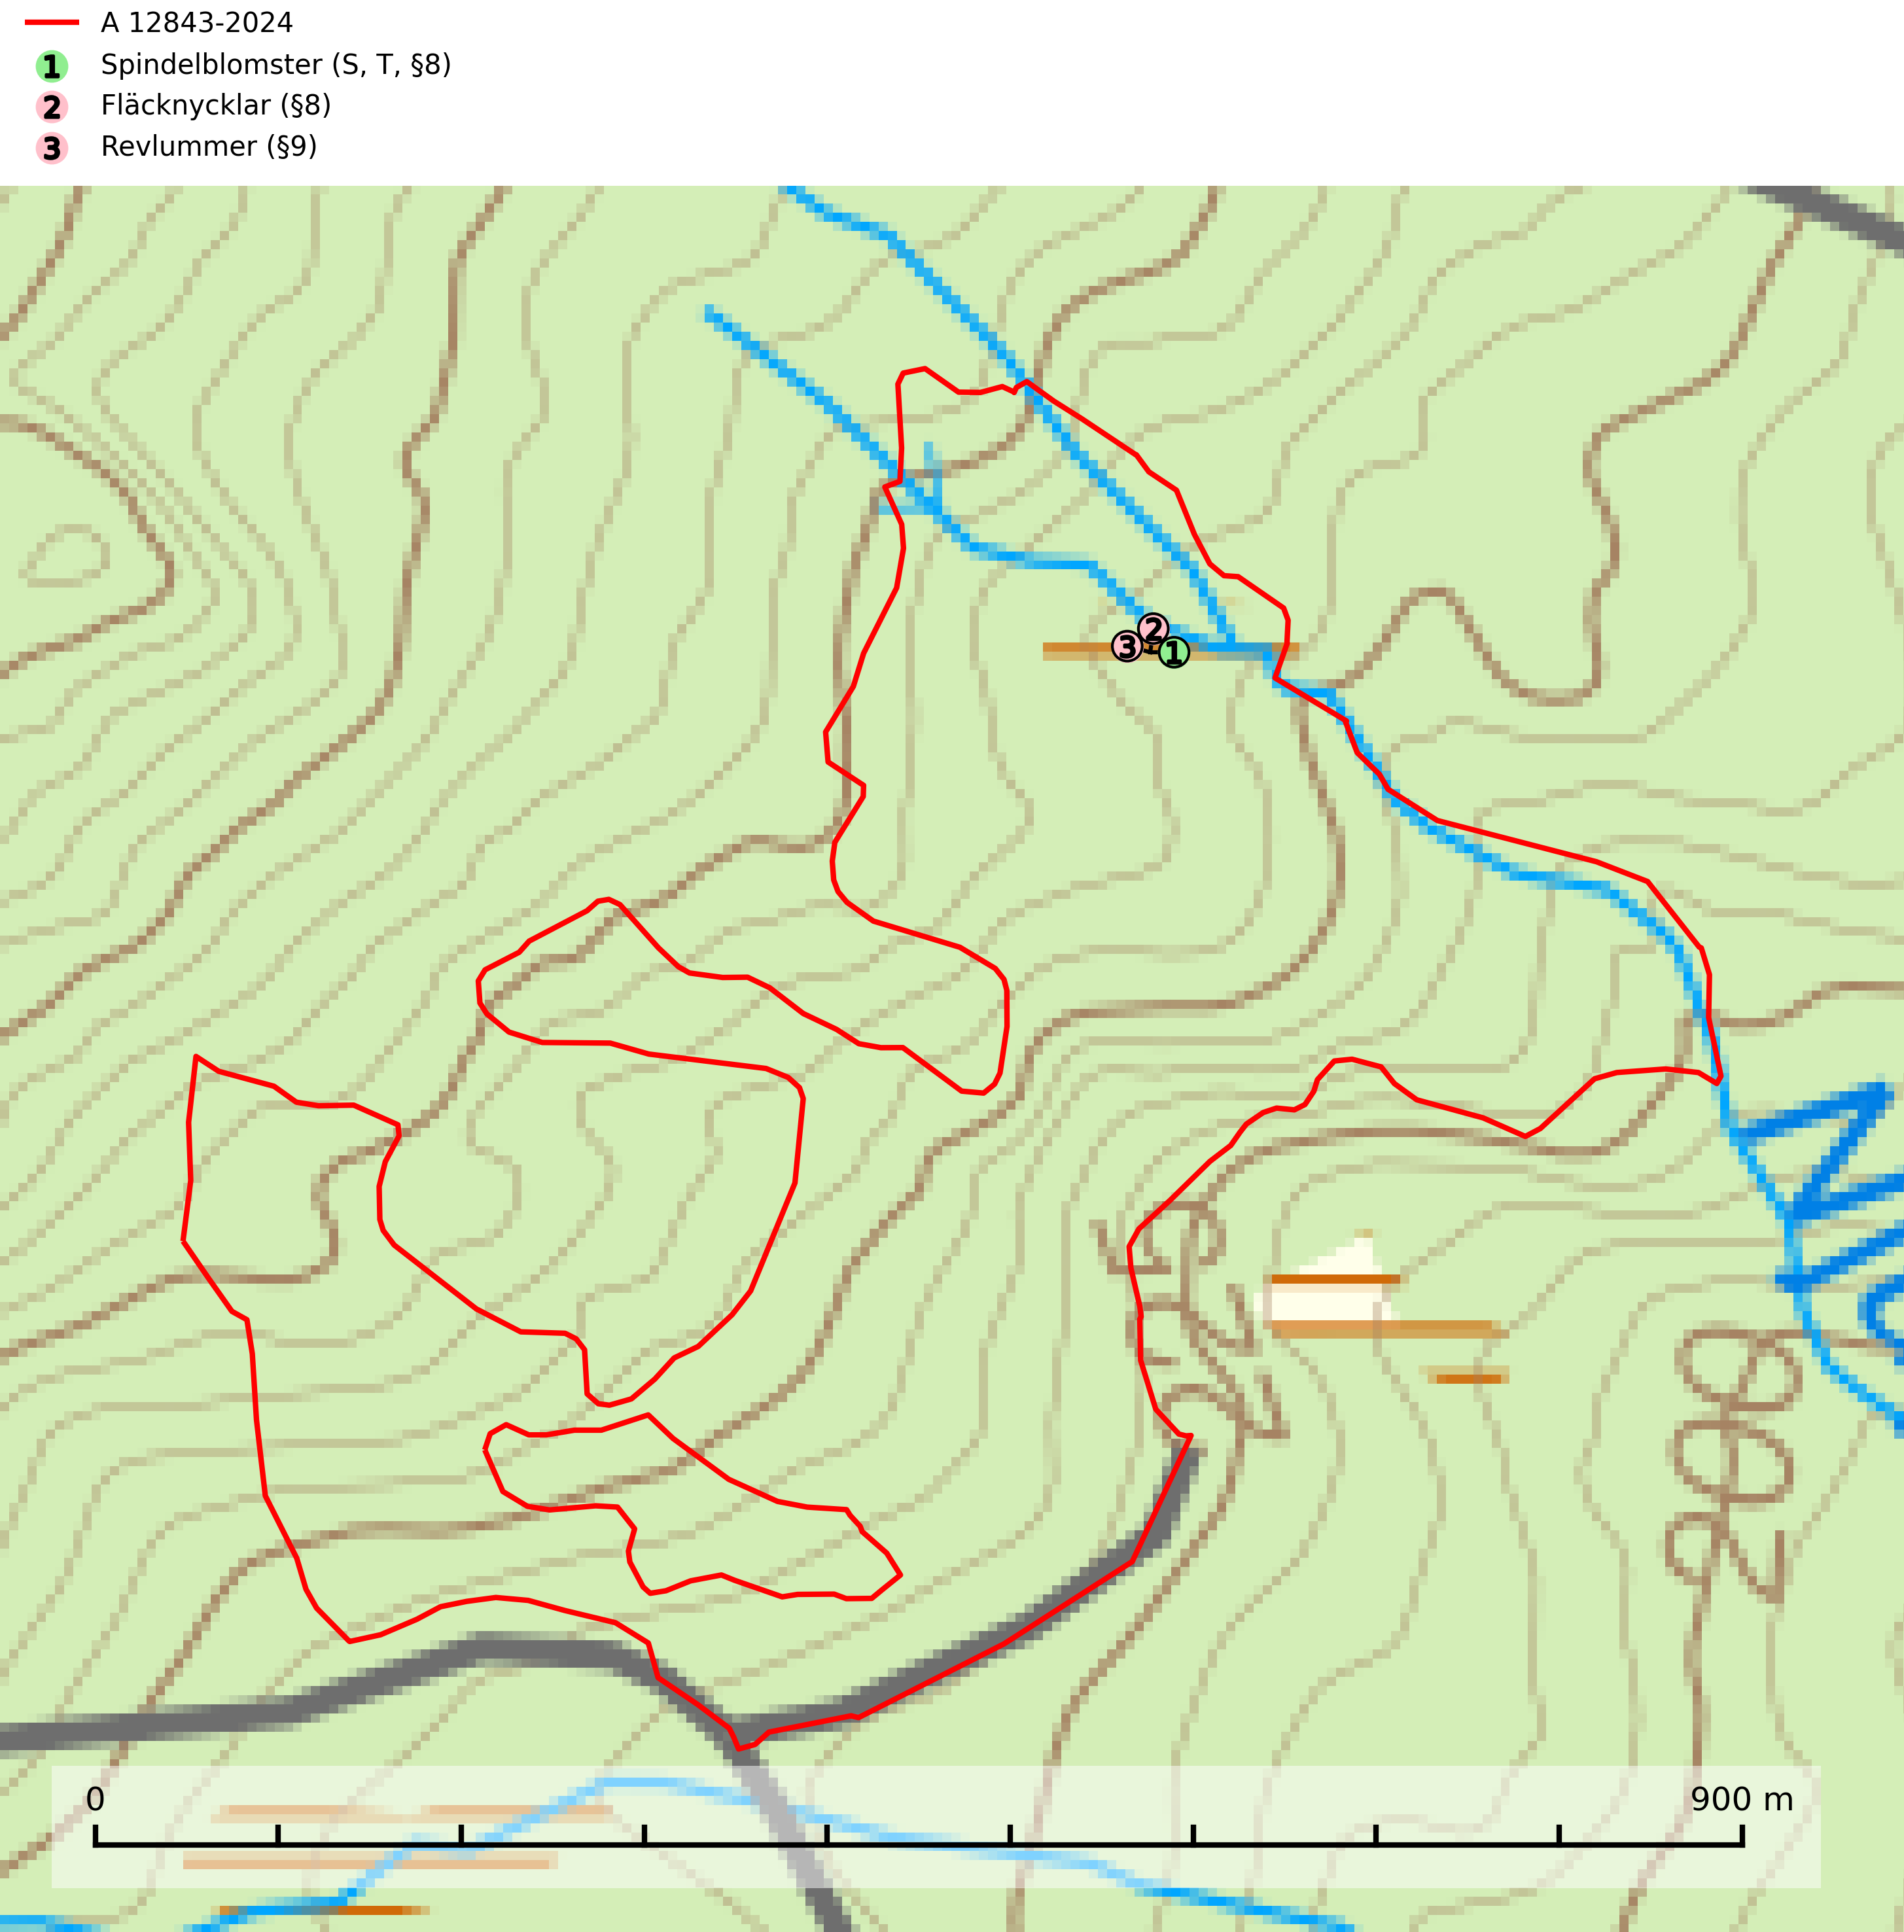 A 12843-2024
1 Spindelblomster (S, T, §8)
2 Fläcknycklar (§8)
3 Revlummer (§9)
2
3
1
0
900 m